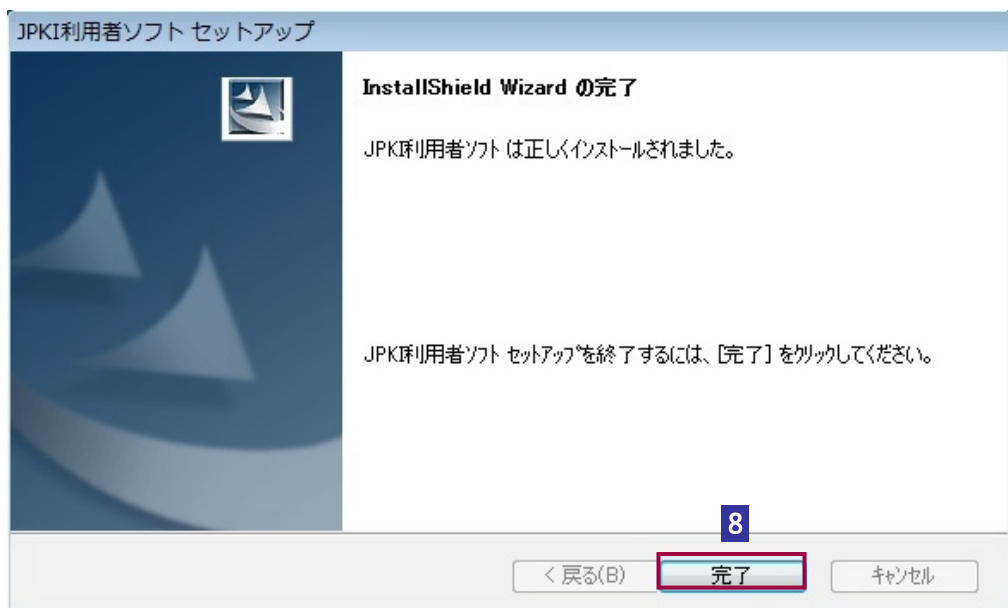 JPKI利用者ソフト セットアップ
InstallShield Wizard の完了
JPKI利用者ソフト は正しくインストールされました。
JPKI利用者ソフト セットアップを終了するには、[完了] をクリックしてください。
8
< 戻る(B) 完了 キャンセル